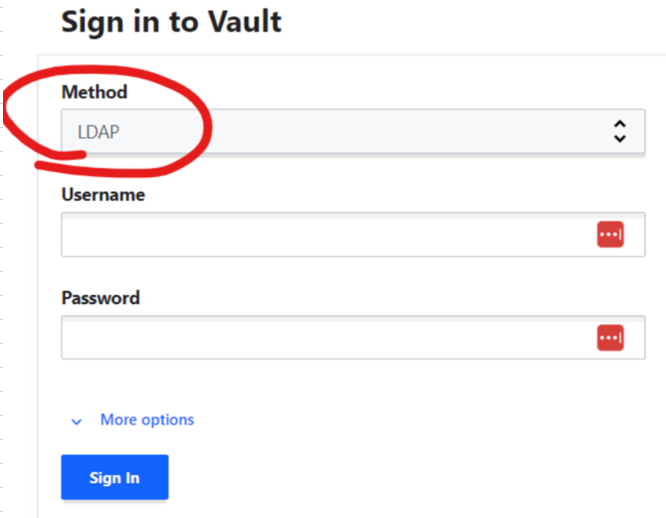 Sign in to Vault
Method
LDAP
Username
Password
More options
Sign In